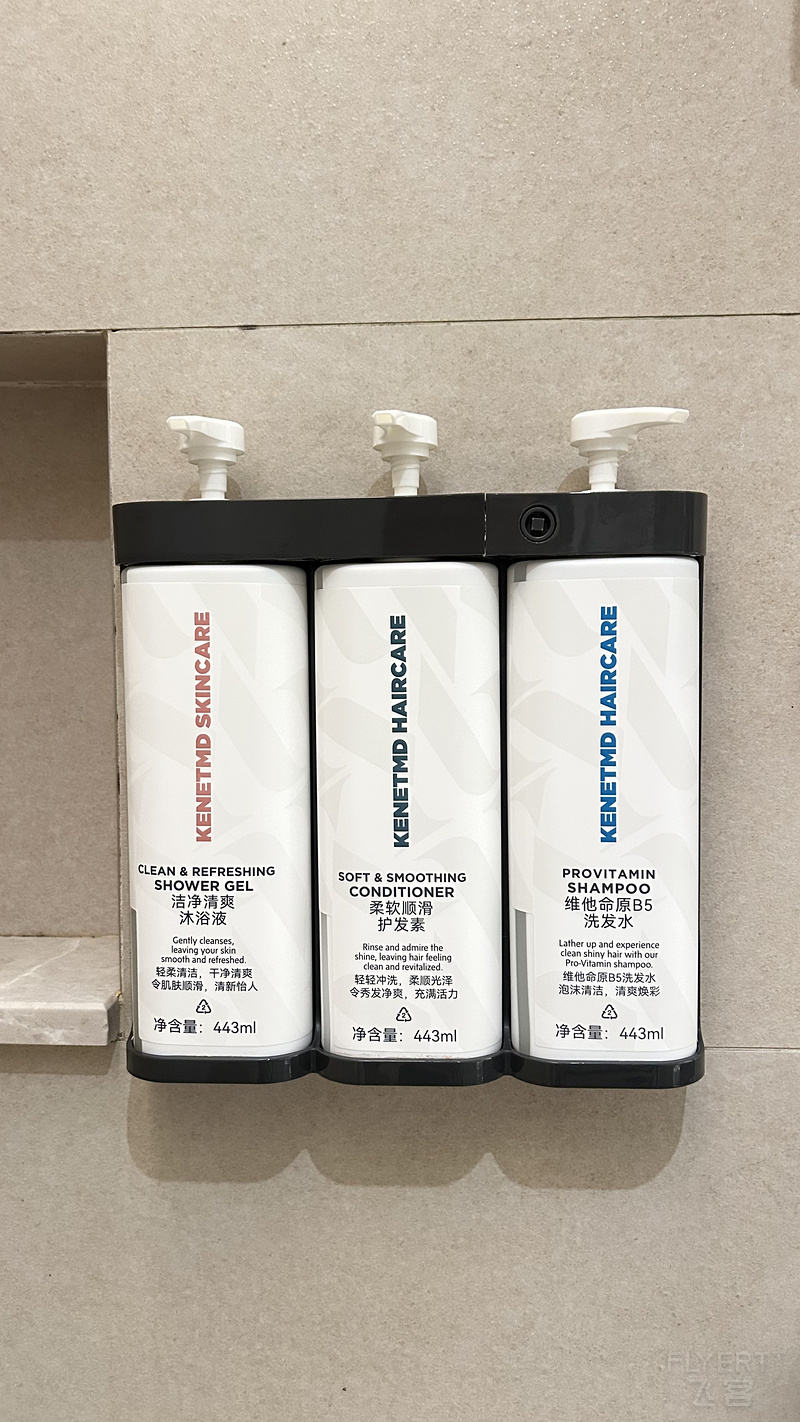 KENETMD SKINCARE
CLEAN & REFRESHING
SHOWER GEL
洁净清爽
沐浴液
Gently cleanses,
leaving your skin
smooth and refreshed.
轻柔清洁，干净清爽
令肌肤顺滑，清新怡人
2
净含量：443ml
KENETMD HAIRCARE
SOFT & SMOOTHING
CONDITIONER
柔软顺滑
护发素
Rinse and admire the
shine, leaving hair feeling
clean and revitalized.
轻轻冲洗，柔顺光泽
令秀发净爽，充满活力
2
净含量：443ml
KENETMD HAIRCARE
PROVITAMIN
SHAMPOO
维他命原B5
洗发水
Lather up and experience
clean shiny hair with our
Pro-Vitamin shampoo.
维他命原B5洗发水
泡沫清洁，清爽焕彩
2
净含量：443ml
FLYERT
飞客